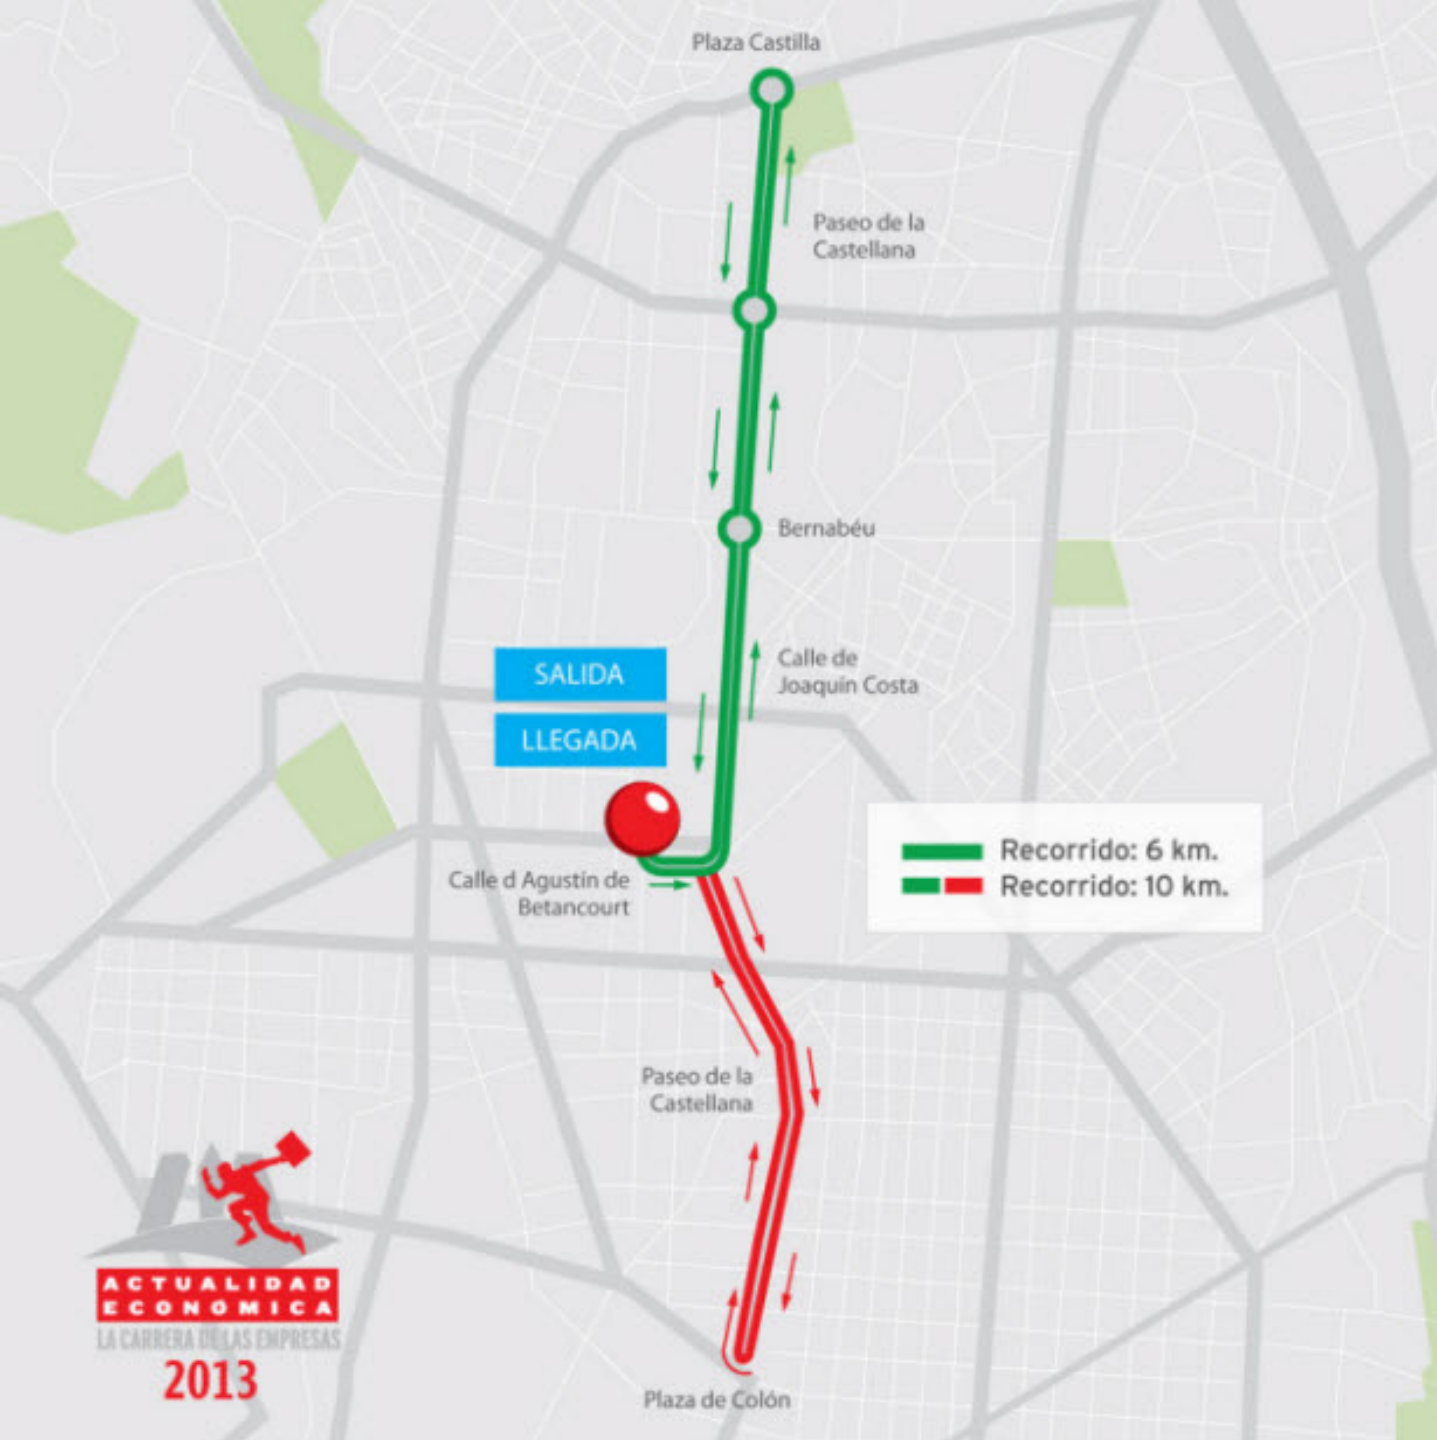 Plaza Castilla
Paseo de la
Castellana
Bernabéu
SALIDA
Calle de
Joaquín Costa
LLEGADA
Recorrido: 6 km.
Recorrido: 10 km.
Calle d Agustín de
Betancourt
Paseo de la
Castellana
ACTUALIDAD
ECONÓMICA
LA CARRERA DE LAS EMPRESAS
2013
Plaza de Colón